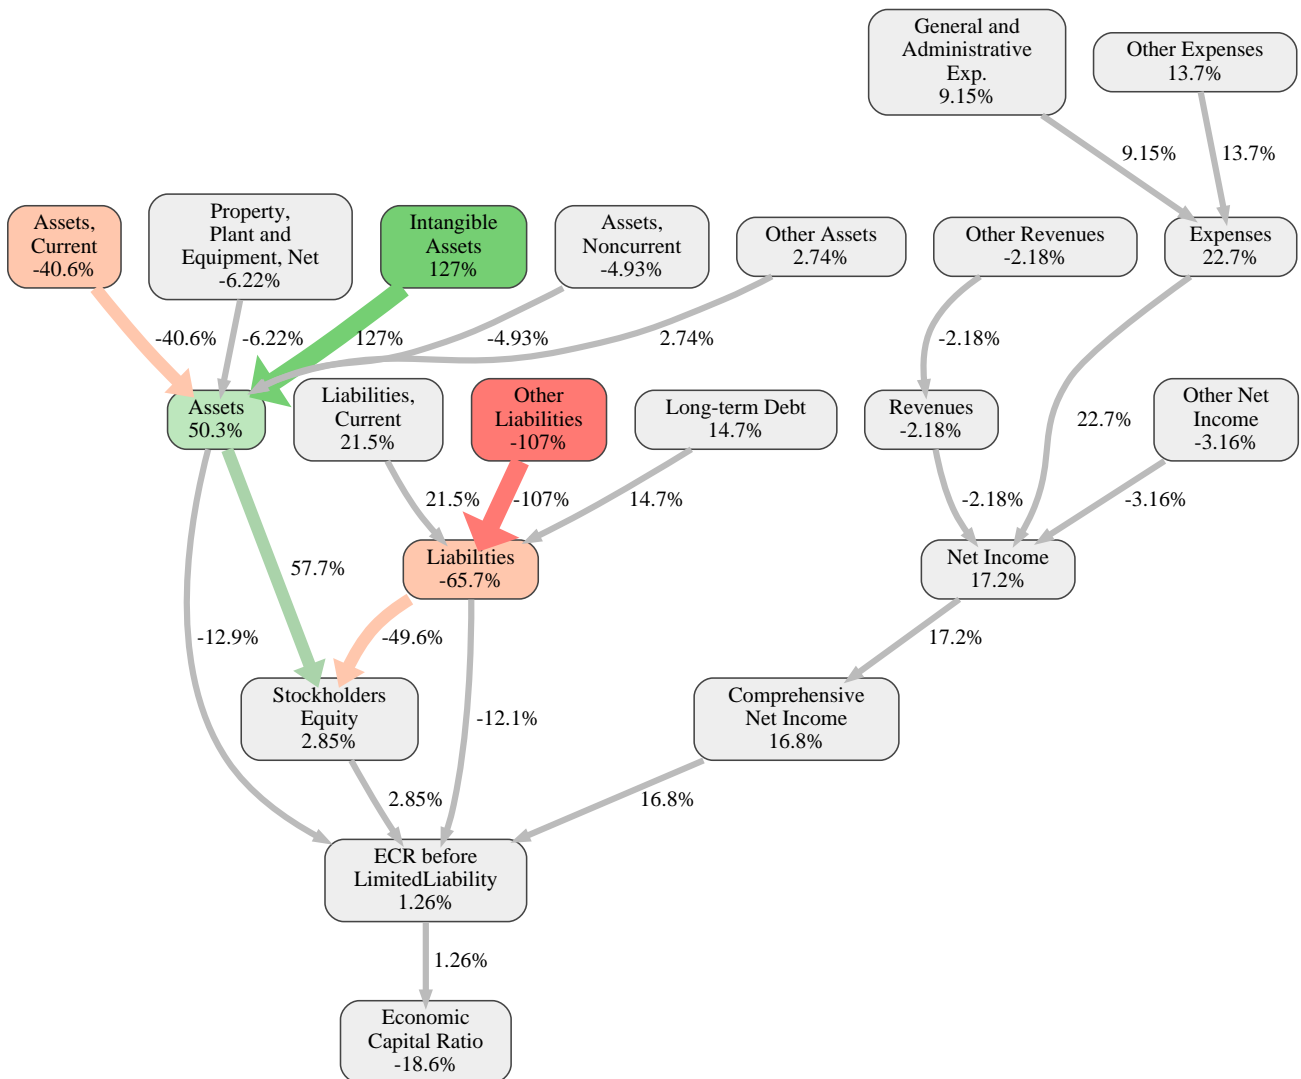 General and
Administrative
Exp.
9.15%
Other Expenses
13.7%
9.15%
13.7%
Assets,
Current
-40.6%
Property,
Plant and
Equipment, Net
-6.22%
Intangible
Assets
127%
Assets,
Noncurrent
-4.93%
Other Assets
2.74%
Other Revenues
-2.18%
Expenses
22.7%
-40.6%
-6.22%
127%
-4.93%
2.74%
-2.18%
22.7%
Assets
50.3%
Liabilities,
Current
21.5%
Other
Liabilities
-107%
Long-term Debt
14.7%
Revenues
-2.18%
Other Net
Income
-3.16%
21.5%
-107%
14.7%
-2.18%
-3.16%
57.7%
Liabilities
-65.7%
Net Income
17.2%
-12.9%
-49.6%
17.2%
Stockholders
Equity
2.85%
-12.1%
Comprehensive
Net Income
16.8%
2.85%
16.8%
ECR before
LimitedLiability
1.26%
1.26%
Economic
Capital Ratio
-18.6%